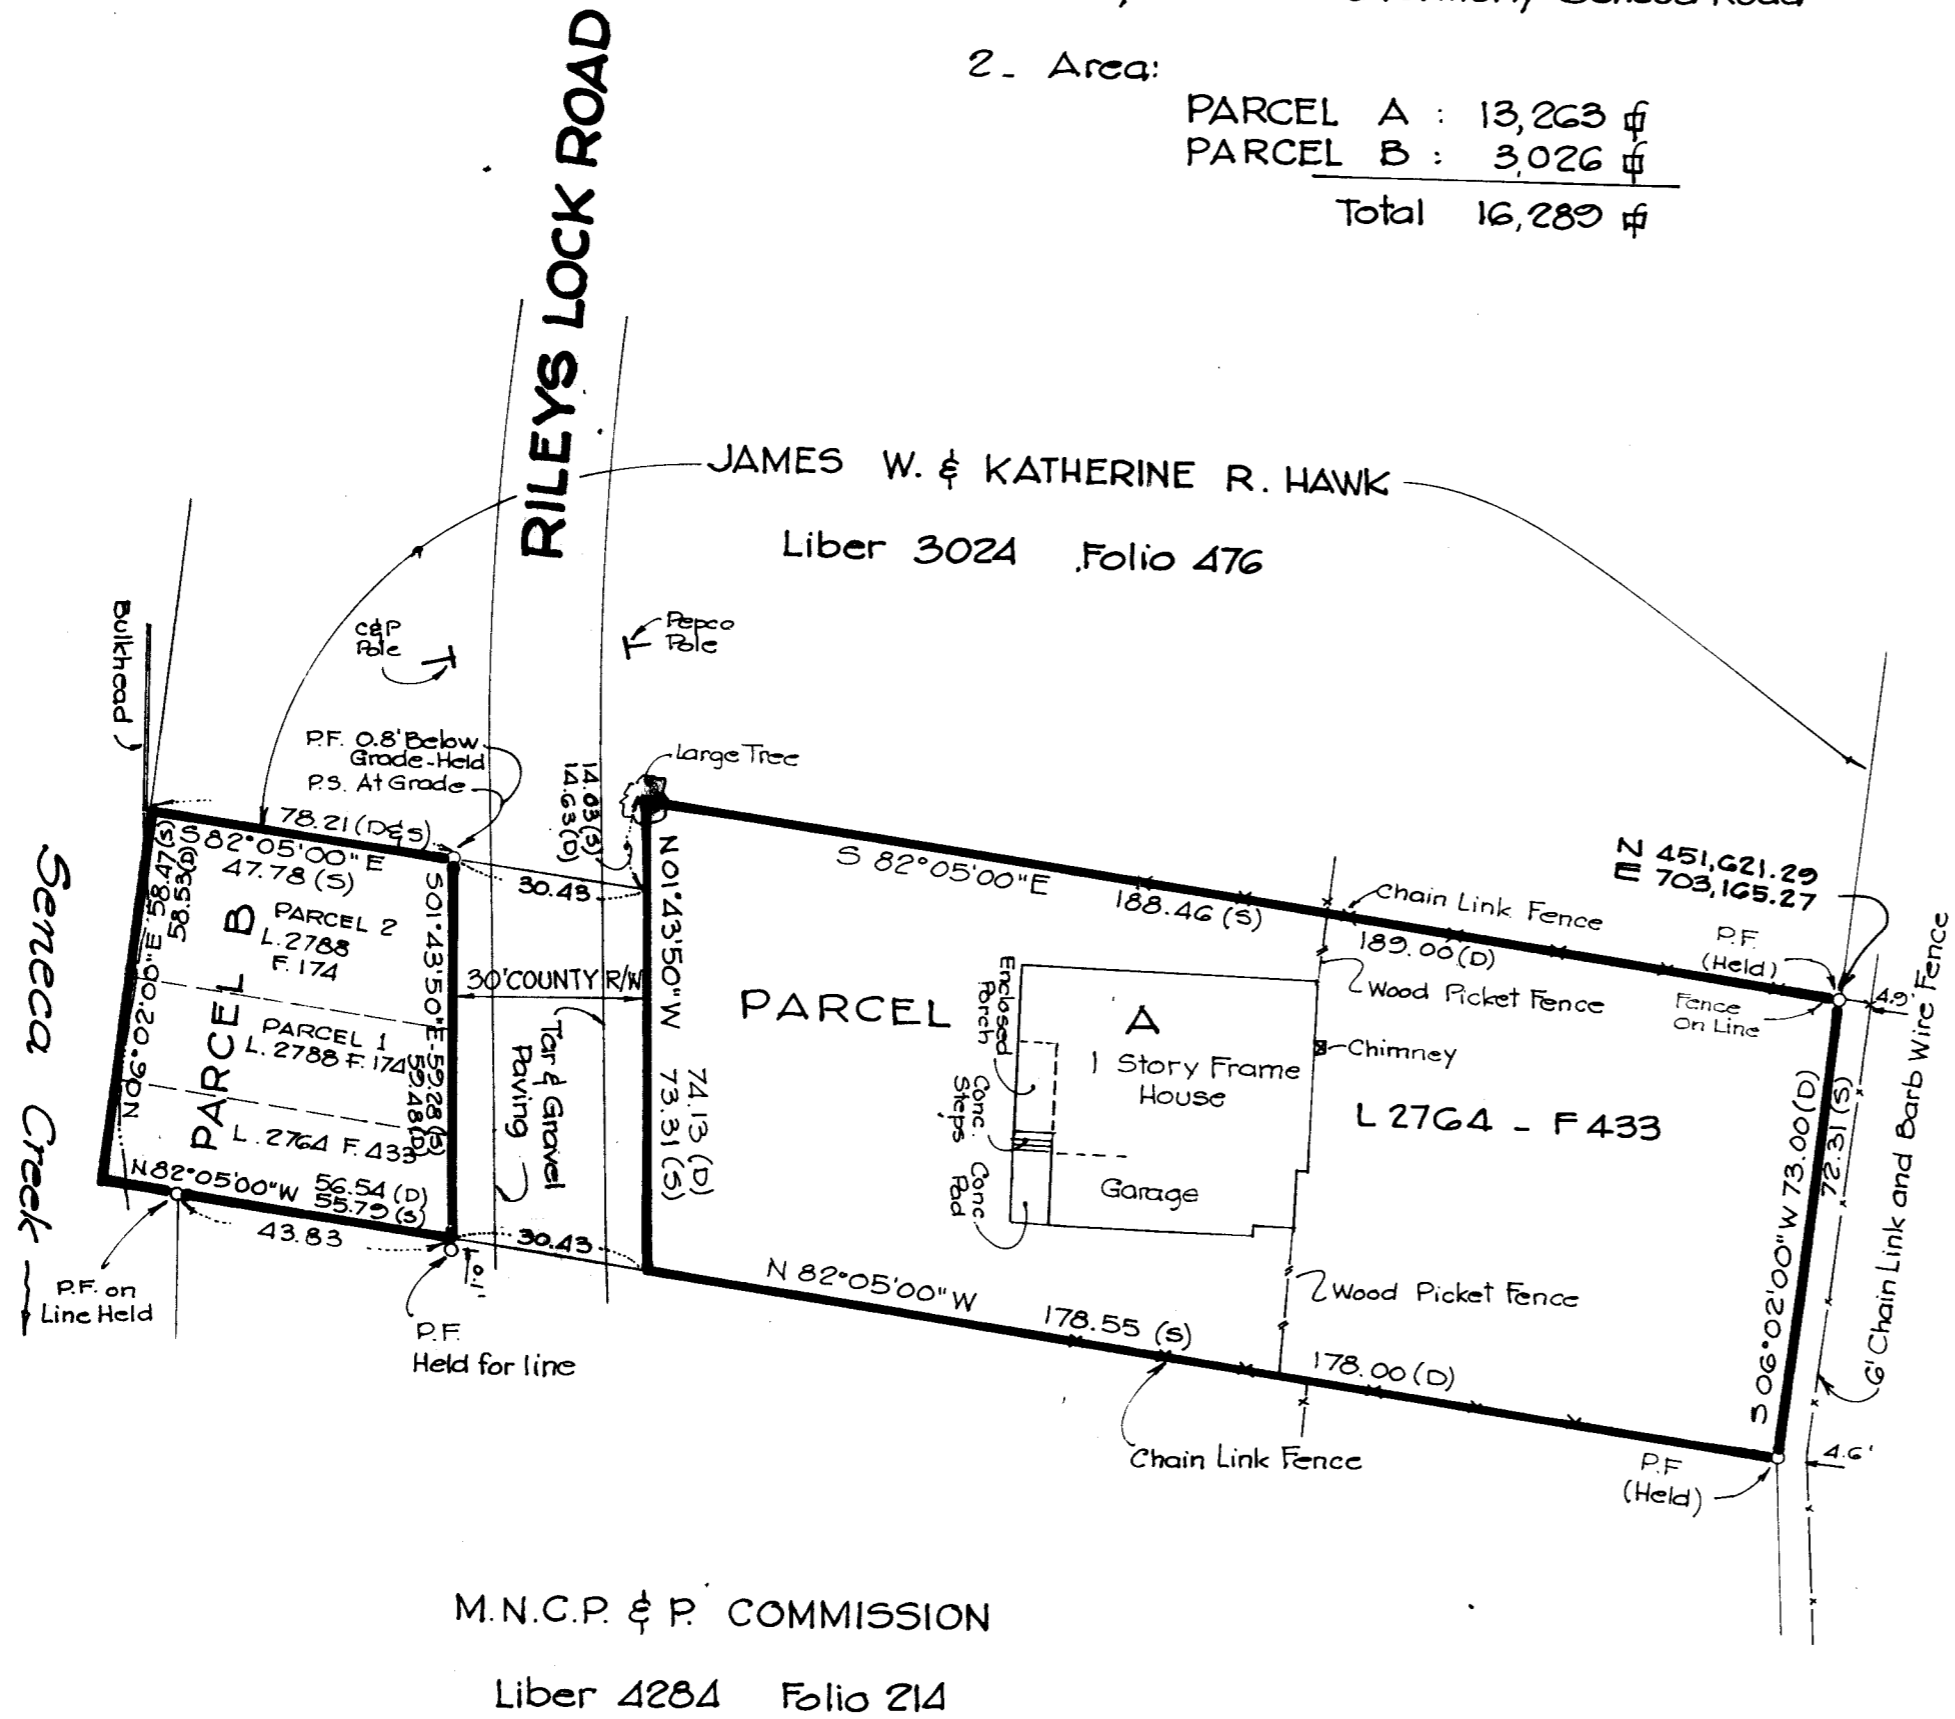 Seneca Road
2- Area:
PARCEL A : 13,263
PARCEL B : 3,026
Total 16,289
RILEYS LOCK ROAD
JAMES W. & KATHERINE R. HAWK
Liber 3024 Folio 476
Bulkhead
C&P
Pole
Pepco
Pole
P.F. 0.8' Below
Grade-Held
P.S. At Grade
Large Tree
14.03 (S)
14.63 (D)
78.21 (D&S)
S 82°05'00" E
47.78 (S)
30.43
N 06°02'00" E 58.47 (S)
58.53 (D)
PARCEL B
PARCEL 2
L. 2788
F. 174
PARCEL 1
L. 2788 F. 174
L. 2764 F. 433
S 01°43'50" E - 59.28 (S)
59.48 (D)
N 82°05'00" W
56.54 (D)
55.79 (S)
43.83
30.43
0.1'
P.F. on
Line Held
P.F.
Held for line
Seneca Creek
30' COUNTY R/W
Tar & Gravel
Paving
N 01°43'50" W
74.13 (D)
73.31 (S)
S 82°05'00" E
188.46 (S)
189.00 (D)
Chain Link Fence
Wood Picket Fence
N 451,621.29
E 703,165.27
P.F.
(Held)
Fence
On Line
4.9'
PARCEL A
Enclosed
Porch
Conc.
Steps
Conc
Pad
1 Story Frame
House
Garage
Chimney
L 2764 - F 433
S 06°02'00" W 73.00 (D)
72.31 (S)
6' Chain Link and Barb Wire Fence
Wood Picket Fence
N 82°05'00" W
178.55 (S)
178.00 (D)
Chain Link Fence
P.F
(Held)
4.6'
M.N.C.P. & P. COMMISSION
Liber 4284 Folio 214